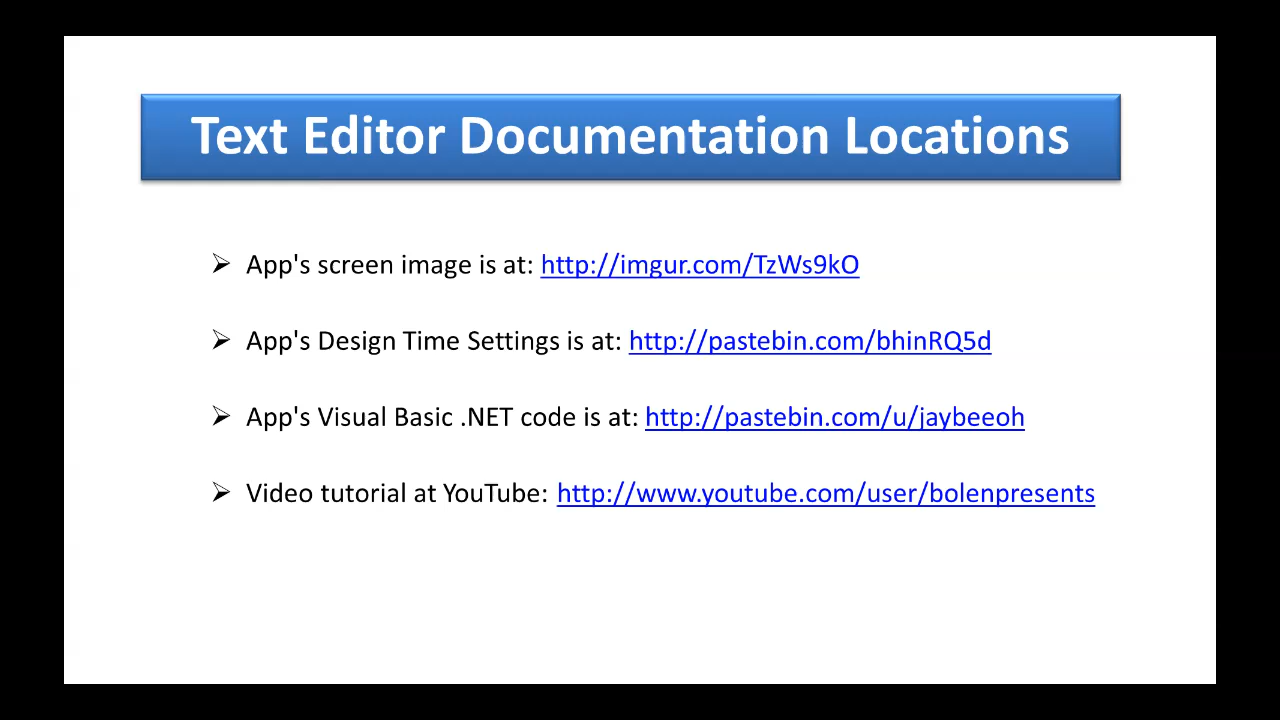 Text Editor Documentation Locations
App's screen image is at: http://imgur.com/TzWs9kO
App's Design Time Settings is at: http://pastebin.com/bhinRQ5d
App's Visual Basic .NET code is at: http://pastebin.com/u/jaybeeoh
Video tutorial at YouTube: http://www.youtube.com/user/bolenpresents